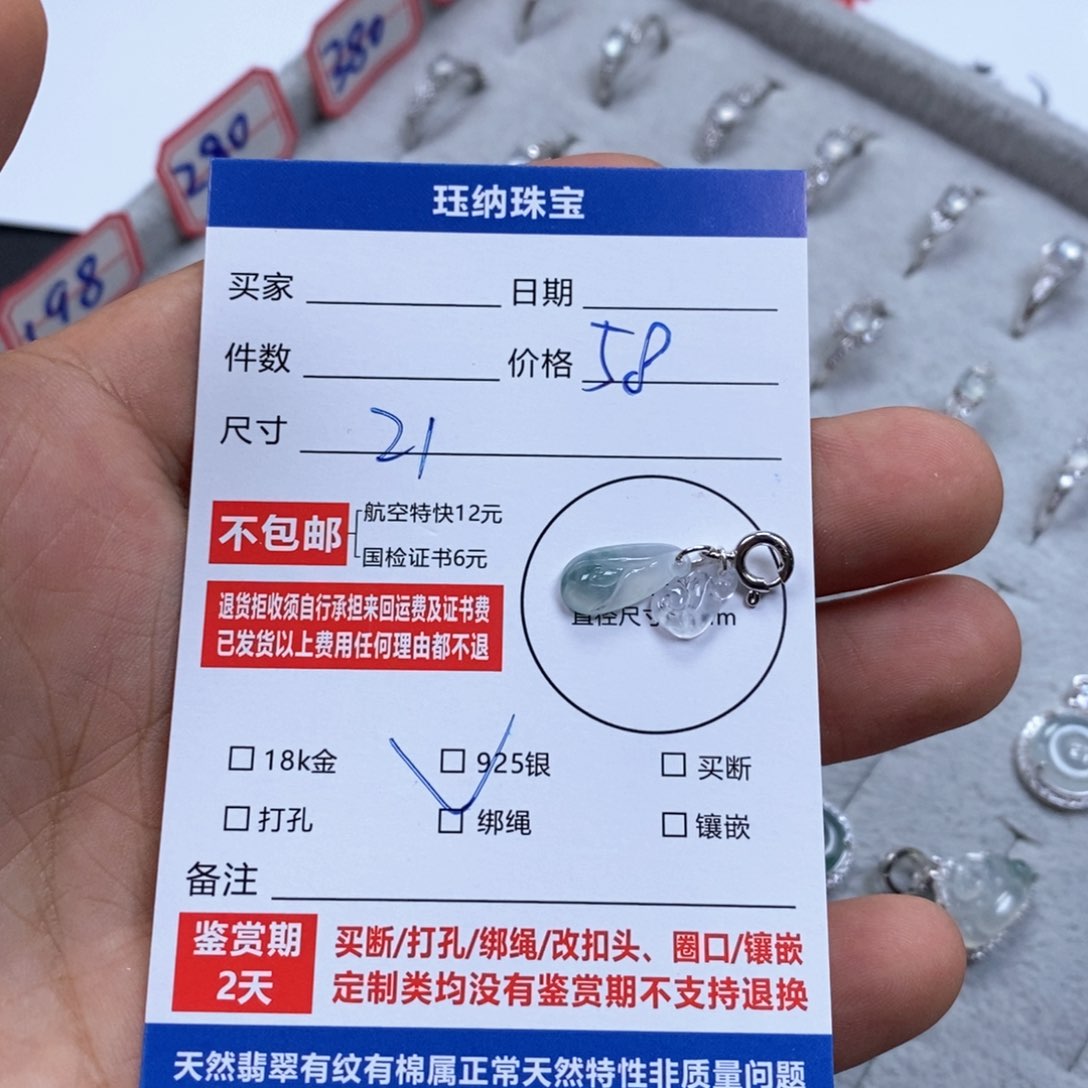 380
280
198
珏纳珠宝
买家 日期
件数 价格 58
尺寸 21
不包邮 航空特快12元
国检证书6元
退货拒收须自行承担来回运费及证书费
已发货以上费用任何理由都不退
直径尺寸
m
18k金 925银 买断
打孔 绑绳 镶嵌
备注
鉴赏期 买断/打孔/绑绳/改扣头、圈口/镶嵌
2天 定制类均没有鉴赏期不支持退换
天然翡翠有纹有棉属正常天然特性非质量问题